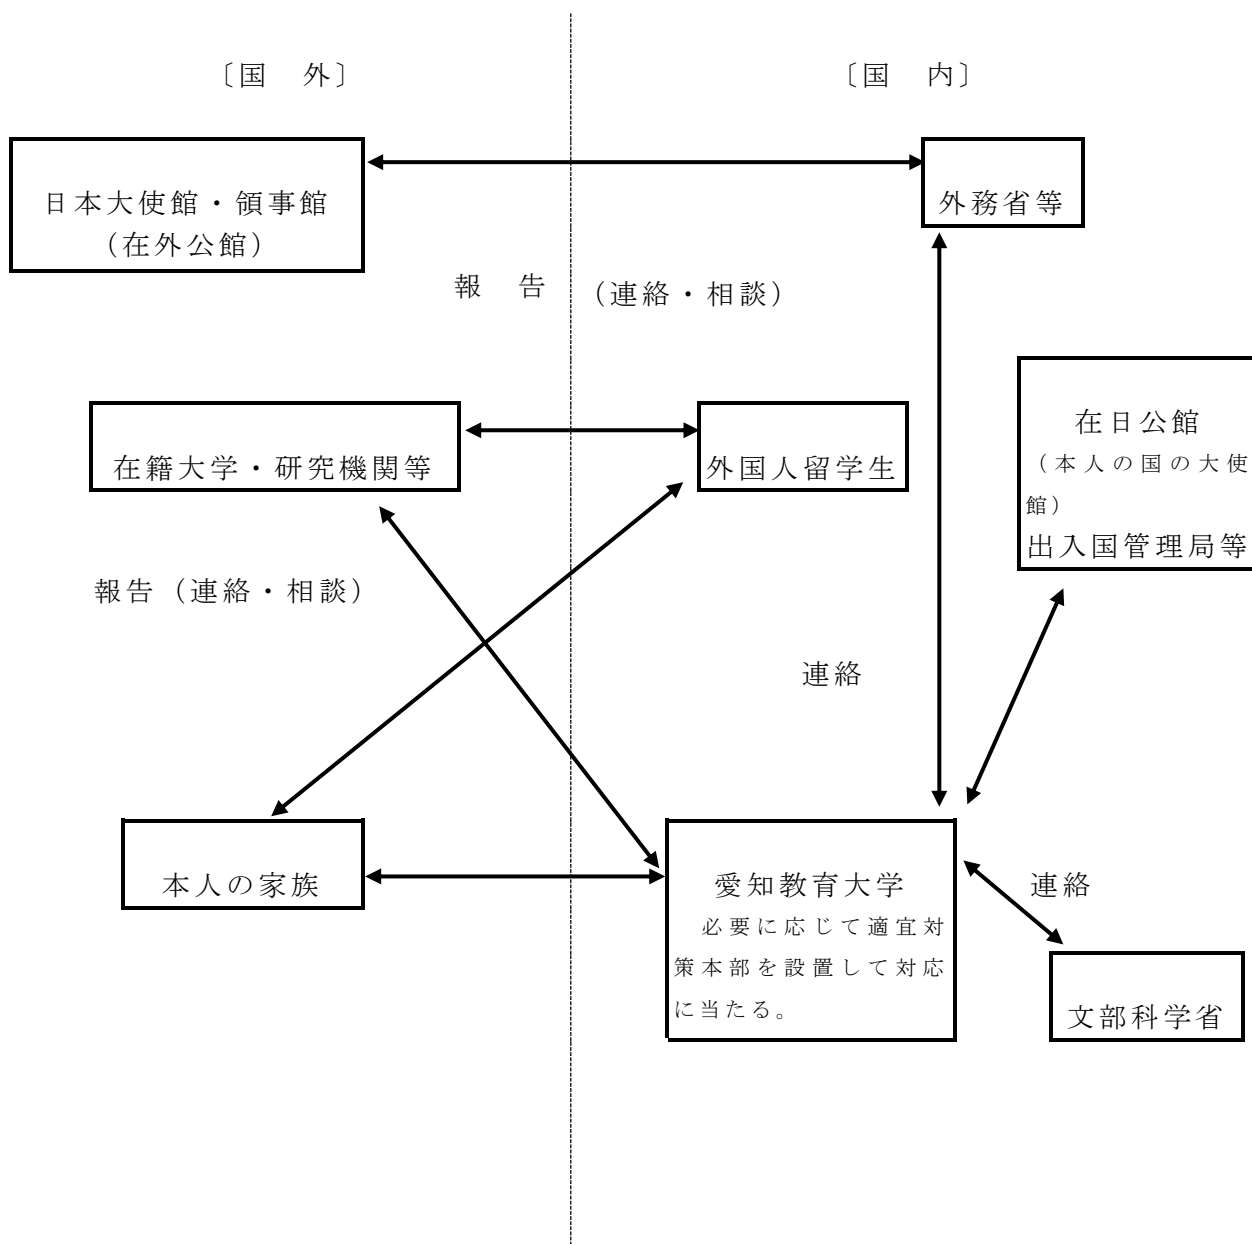 〔国　外〕
〔国　内〕
日本大使館・領事館
（在外公館）
外務省等
報　告
（連絡・相談）
在籍大学・研究機関等
外国人留学生
在日公館
（本人の国の大使
館）
出入国管理局等
報告（連絡・相談）
連絡
本人の家族
愛知教育大学
必要に応じて適宜対
策本部を設置して対応
に当たる。
連絡
文部科学省